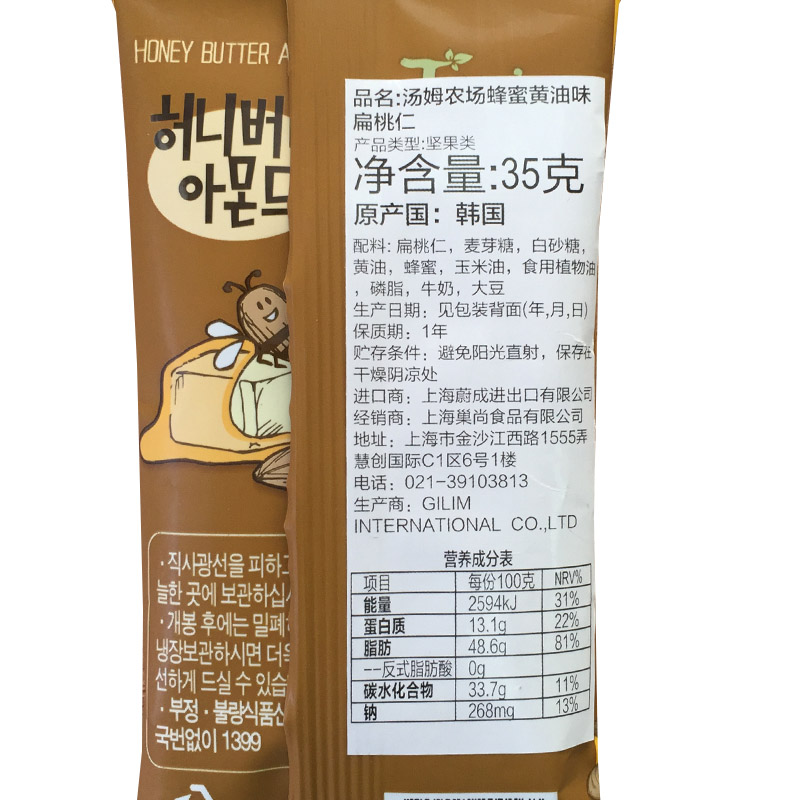 HONEY BUTTER A
허니버
아몬드
·직사광선을 피하고
늘한 곳에 보관하십시
·개봉 후에는 밀폐
냉장보관하시면 더욱
선하게 드실 수 있습
·부정·불량식품신
국번없이 1399
品名:汤姆农场蜂蜜黄油味
扁桃仁
产品类型:坚果类
净含量:35克
原产国：韩国
配料: 扁桃仁，麦芽糖，白砂糖，
黄油，蜂蜜，玉米油，食用植物油
，磷脂，牛奶，大豆
生产日期：见包装背面(年,月,日)
保质期：1年
贮存条件：避免阳光直射，保存在
干燥阴凉处
进口商：上海蔚成进出口有限公司
经销商：上海巢尚食品有限公司
地址：上海市金沙江西路1555弄
慧创国际C1区6号1楼
电话：021-39103813
生产商：GILIM
INTERNATIONAL CO.,LTD
营养成分表
项目 每份100克 NRV%
能量 2594kJ 31%
蛋白质 13.1g 22%
脂肪 48.6g 81%
--反式脂肪酸 0g
碳水化合物 33.7g 11%
钠 268mg 13%